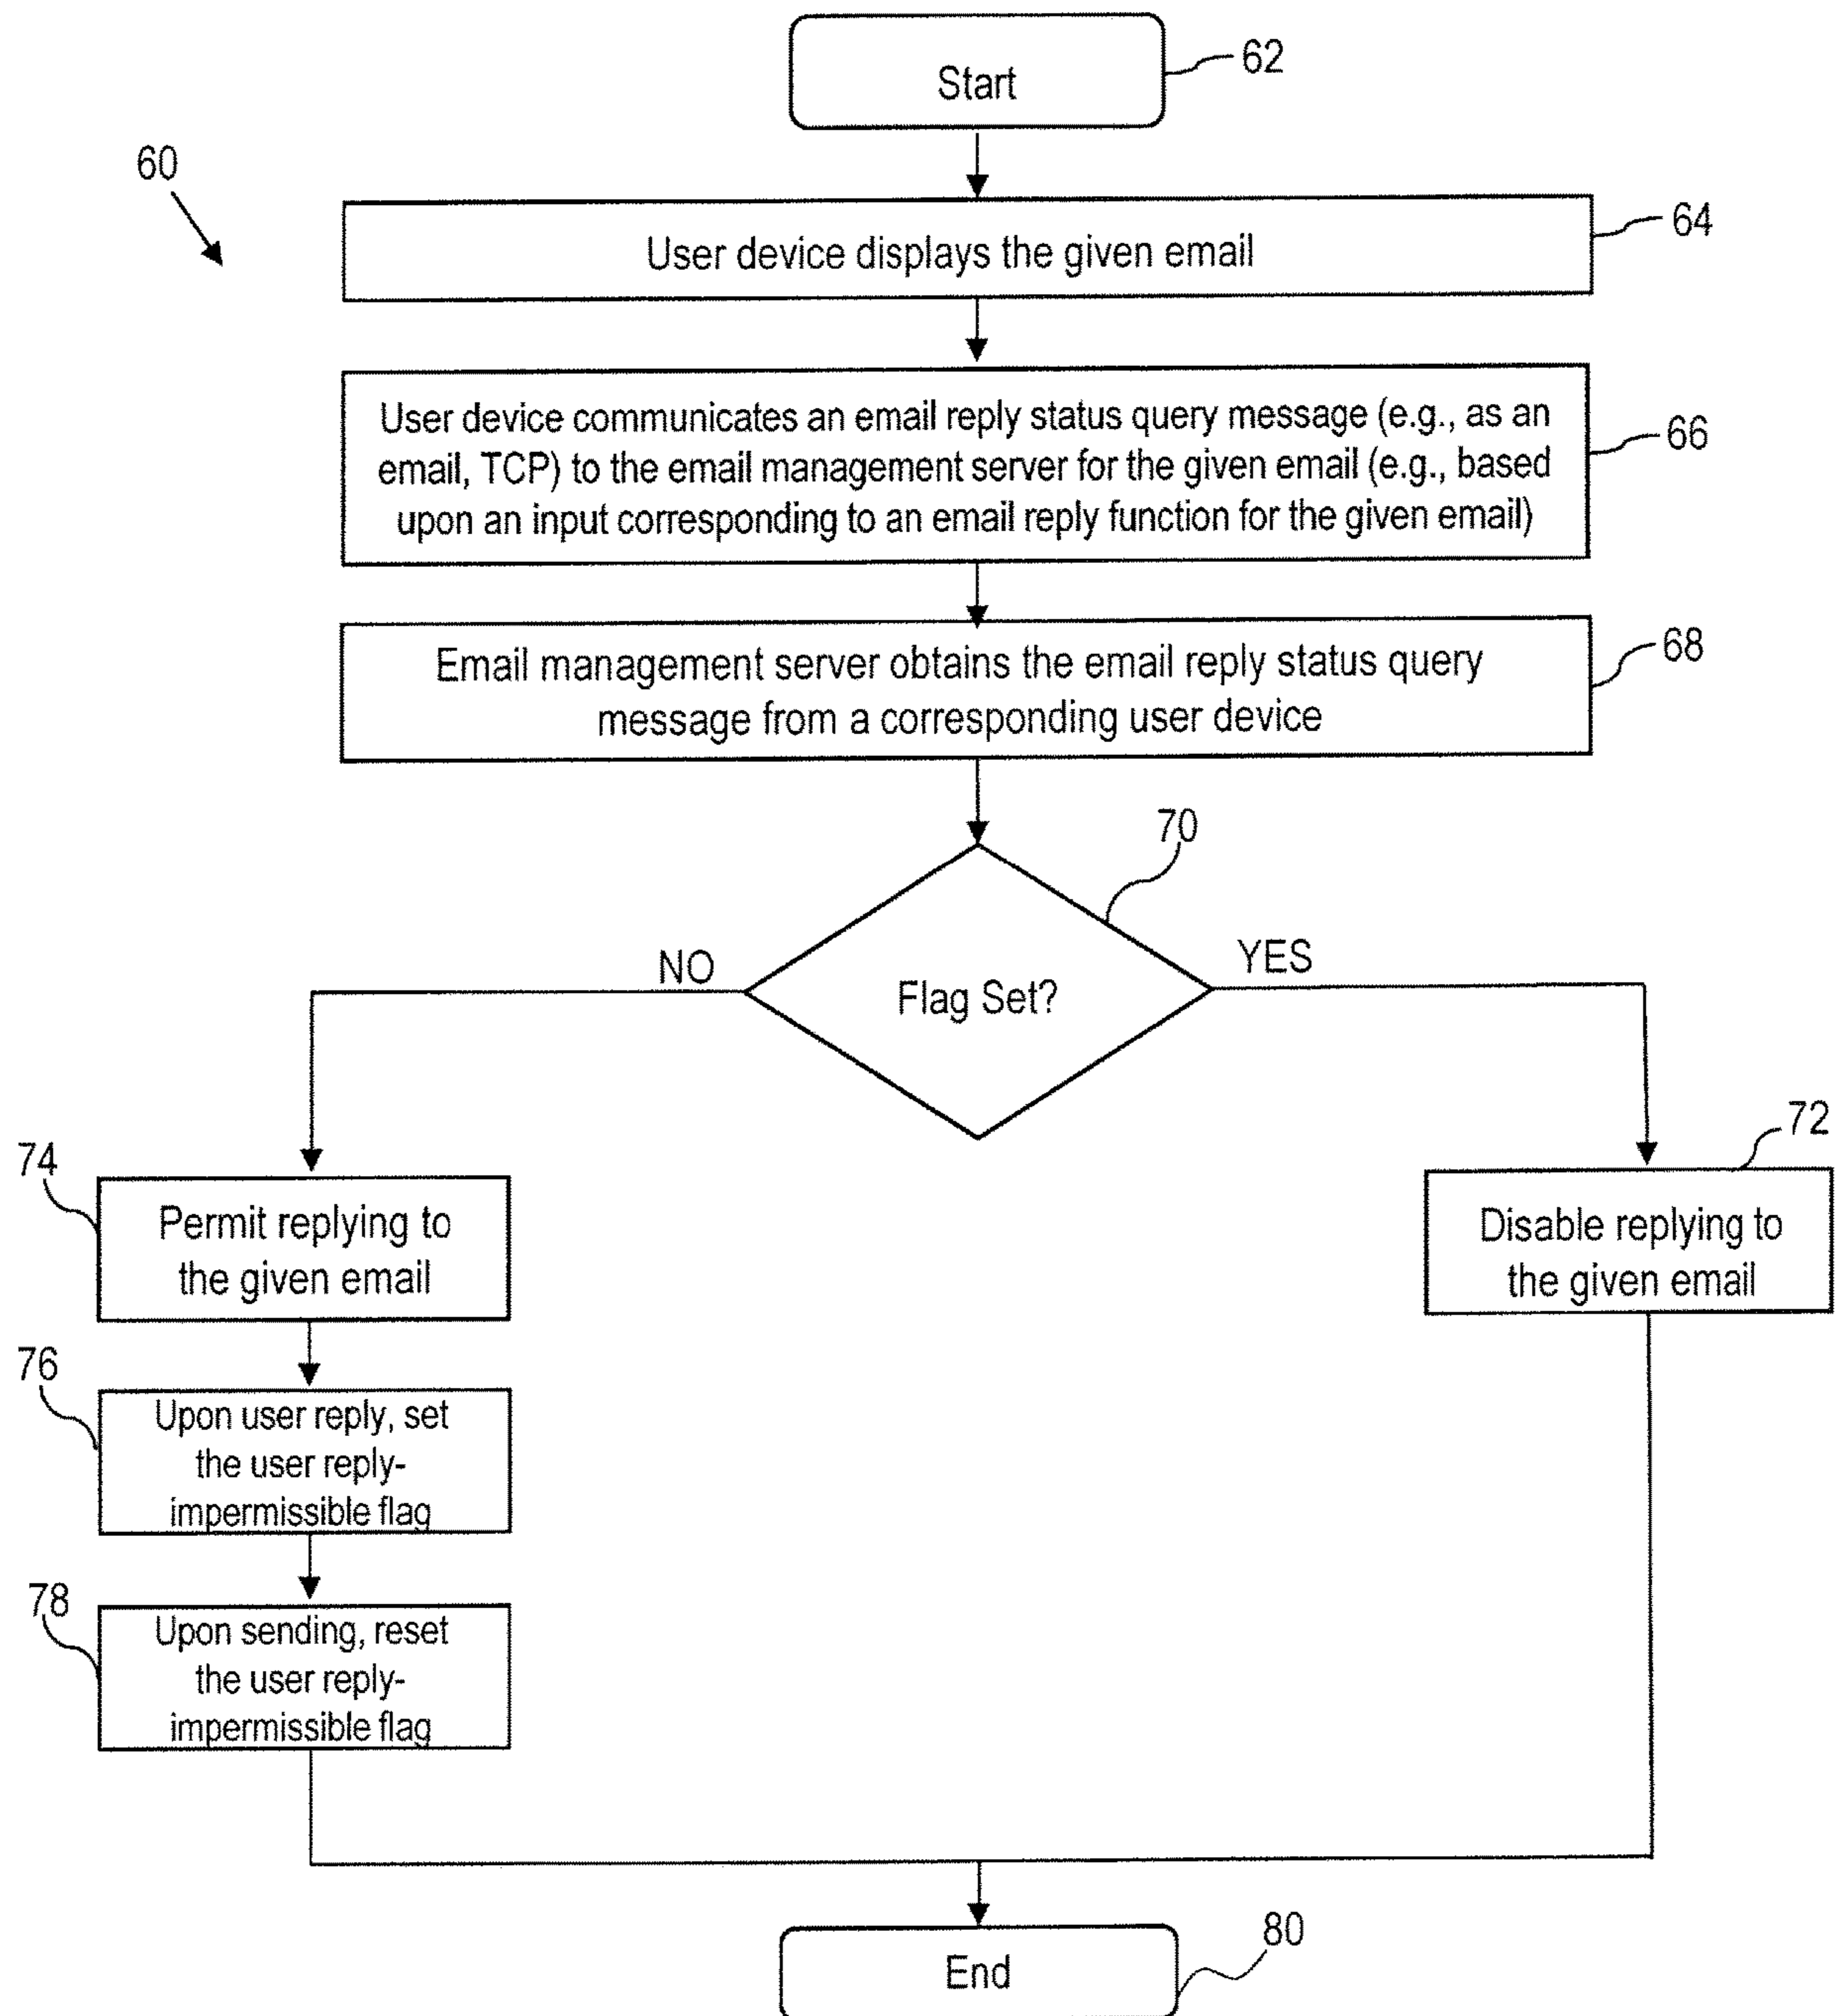 Start
62
60
User device displays the given email
64
User device communicates an email reply status query message (e.g., as an
email, TCP) to the email management server for the given email (e.g., based
upon an input corresponding to an email reply function for the given email)
66
Email management server obtains the email reply status query
message from a corresponding user device
68
70
Flag Set?
NO
YES
74
Permit replying to
the given email
72
Disable replying to
the given email
76
Upon user reply, set
the user reply-
impermissible flag
78
Upon sending, reset
the user reply-
impermissible flag
End
80